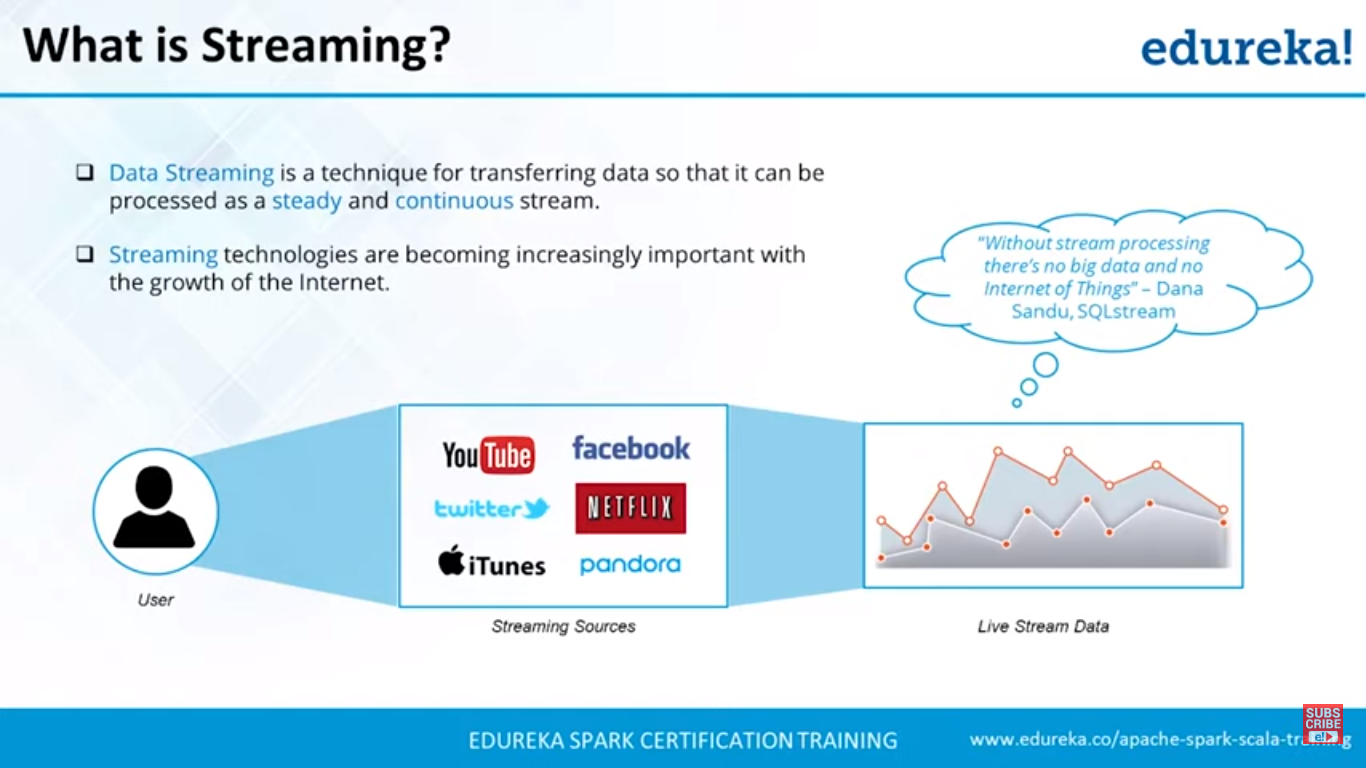 What is Streaming?
edureka!
Data Streaming is a technique for transferring data so that it can be
processed as a steady and continuous stream.
Streaming technologies are becoming increasingly important with
the growth of the Internet.
"Without stream processing
there's no big data and no
Internet of Things" – Dana
Sandu, SQLstream
YouTube
facebook
twitter
NETFLIX
iTunes
pandora
User
Streaming Sources
Live Stream Data
EDUREKA SPARK CERTIFICATION TRAINING
www.edureka.co/apache-spark-scala-training
SUBS
CRIBE
e!